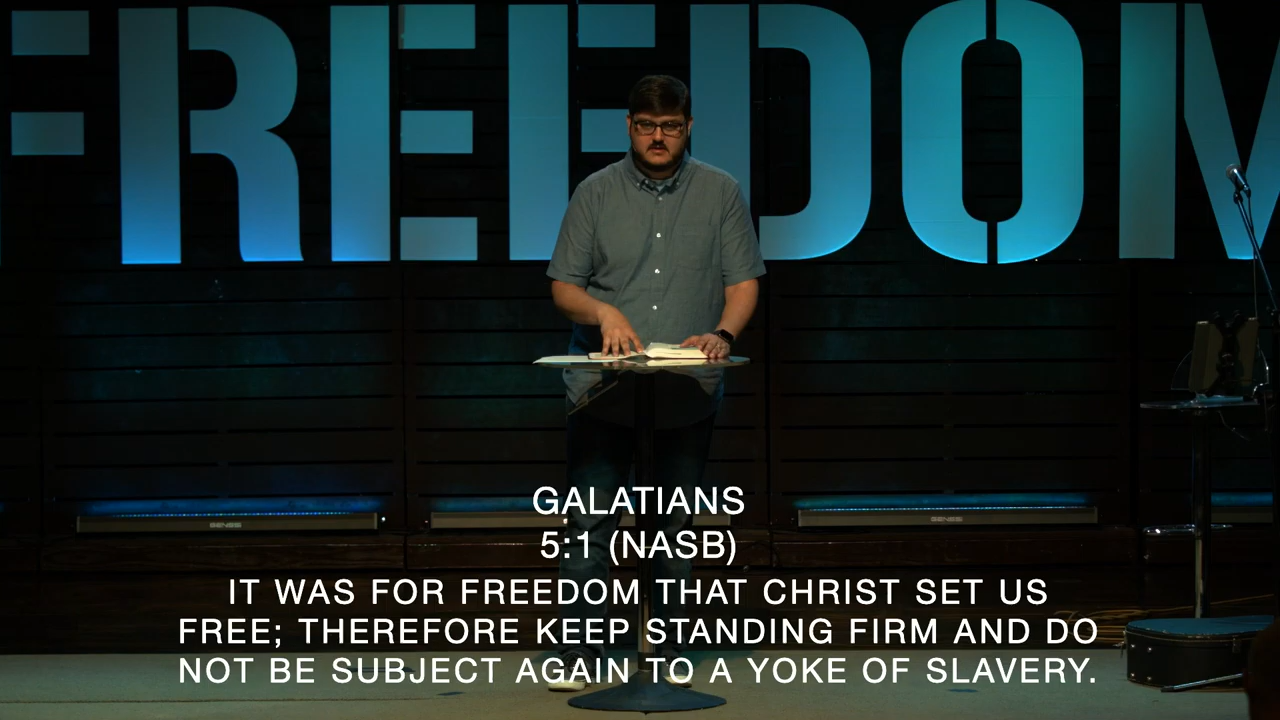 FREEDOM
GALATIANS
5:1 (NASB)
IT WAS FOR FREEDOM THAT CHRIST SET US
FREE; THEREFORE KEEP STANDING FIRM AND DO
NOT BE SUBJECT AGAIN TO A YOKE OF SLAVERY.